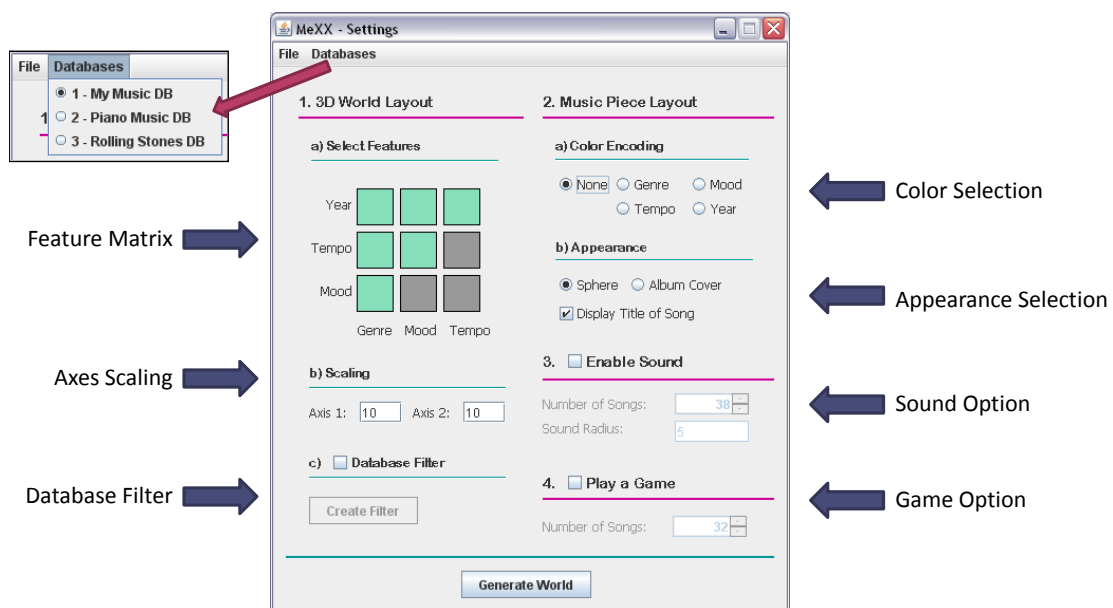 MeXX - Settings
File Databases
File Databases
1 - My Music DB
2 - Piano Music DB
3 - Rolling Stones DB
1
1. 3D World Layout
a) Select Features
Year
Tempo
Mood
Genre Mood Tempo
b) Scaling
Axis 1: 10 Axis 2: 10
c) Database Filter
Create Filter
2. Music Piece Layout
a) Color Encoding
None Genre Mood
Tempo Year
b) Appearance
Sphere Album Cover
Display Title of Song
3. Enable Sound
Number of Songs: 38
Sound Radius: 5
4. Play a Game
Number of Songs: 32
Generate World
Feature Matrix
Axes Scaling
Database Filter
Color Selection
Appearance Selection
Sound Option
Game Option